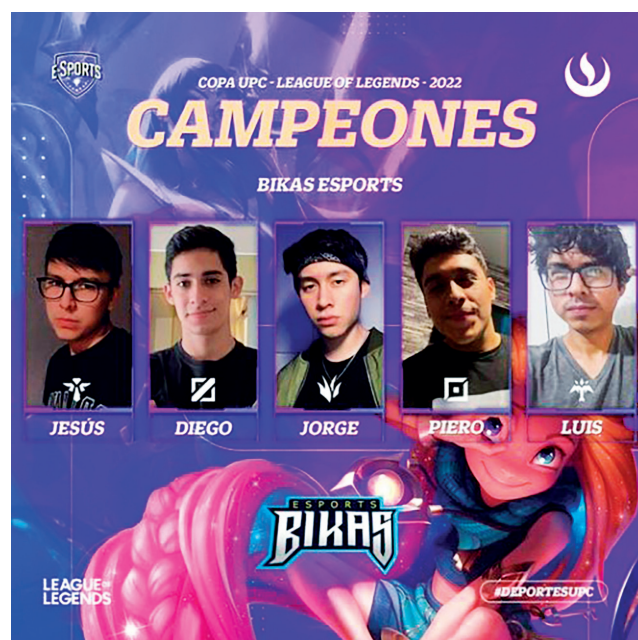 E-SPORTS
COPA UPC - LEAGUE OF LEGENDS - 2022
CAMPEONES
BIKAS ESPORTS
JESÚS DIEGO JORGE PIERO LUIS
ESPORTS
BIKAS
LEAGUE OF
LEGENDS
#DEPORTESUPC